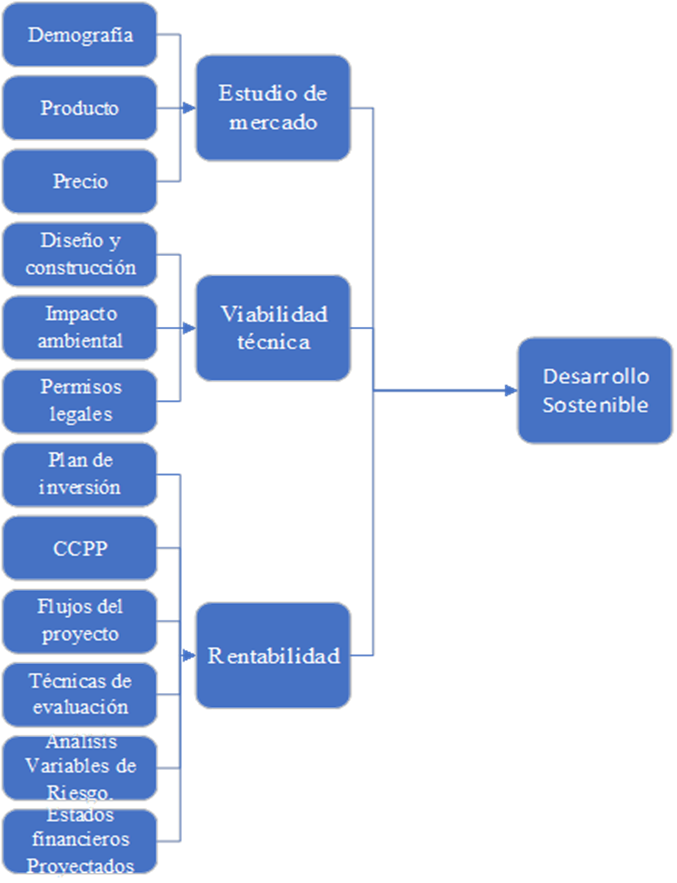 Demografía
Producto
Precio
Estudio de
mercado
Diseño y
construcción
Impacto
ambiental
Permisos
legales
Viabilidad
técnica
Plan de
inversión
CCPP
Flujos del
proyecto
Técnicas de
evaluación
Análisis
Variables de
Riesgo.
Estados
financieros
Proyectados
Rentabilidad
Desarrollo
Sostenible